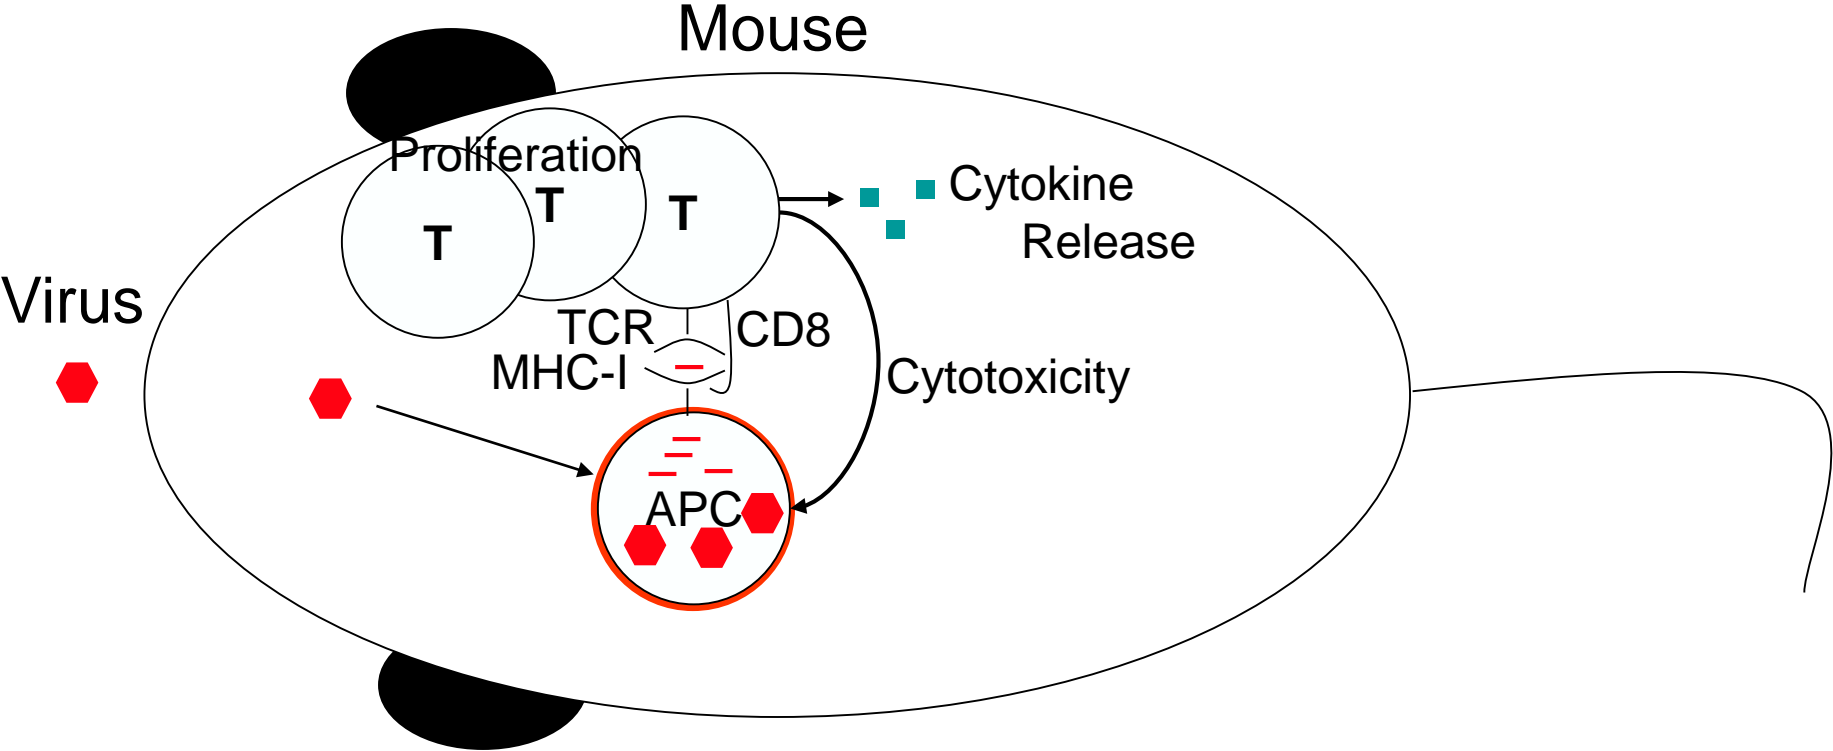 Mouse
Proliferation
T
T
T
Cytokine
Release
Virus
TCR
CD8
MHC-I
Cytotoxicity
APC